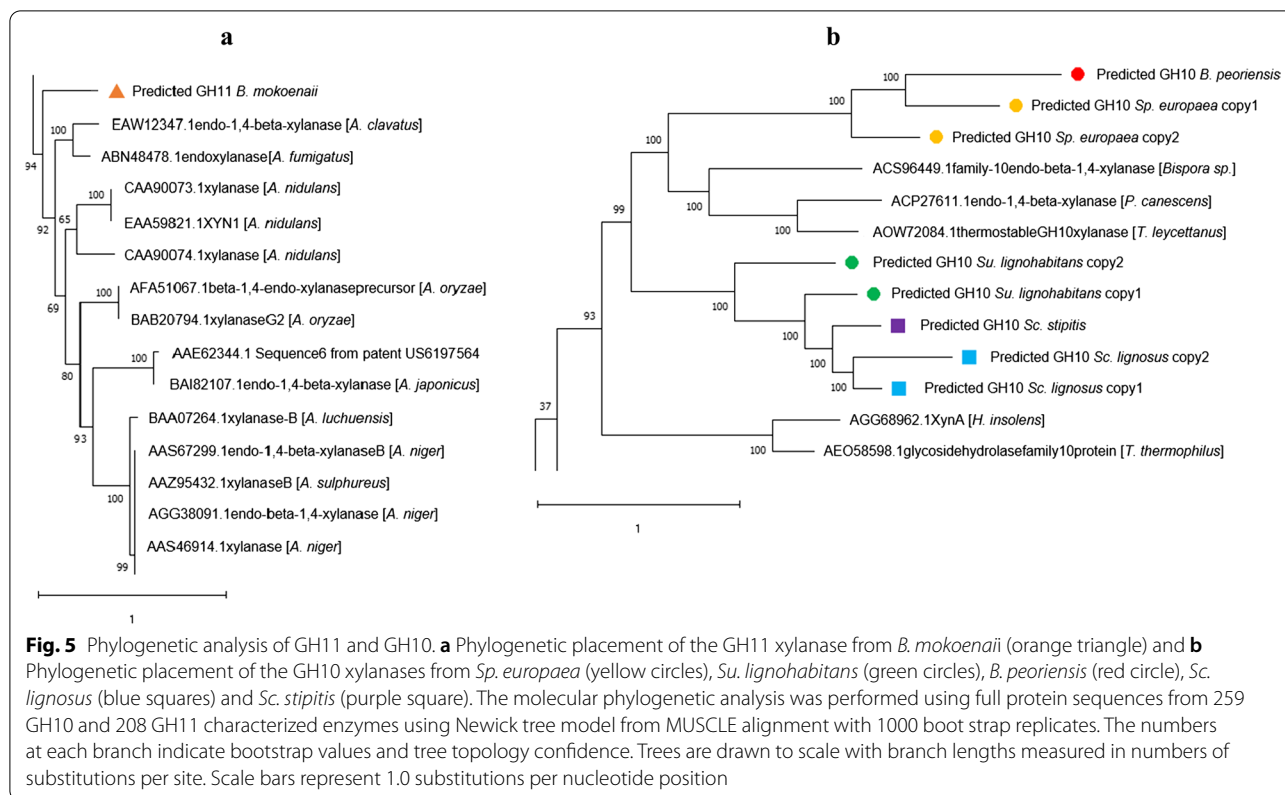 a
Predicted GH11 B. mokoenaii
EAW12347.1endo-1,4-beta-xylanase [A. clavatus]
100
ABN48478.1endoxylanase[A. fumigatus]
94
CAA90073.1xylanase [A. nidulans]
100
65
EAA59821.1XYN1 [A. nidulans]
92
CAA90074.1xylanase [A. nidulans]
AFA51067.1beta-1,4-endo-xylanaseprecursor [A. oryzae]
100
69
BAB20794.1xylanaseG2 [A. oryzae]
AAE62344.1 Sequence6 from patent US6197564
100
80
BAI82107.1endo-1,4-beta-xylanase [A. japonicus]
BAA07264.1xylanase-B [A. luchuensis]
93
AAS67299.1endo-1,4-beta-xylanaseB [A. niger]
AAZ95432.1xylanaseB [A. sulphureus]
100
AGG38091.1endo-beta-1,4-xylanase [A. niger]
AAS46914.1xylanase [A. niger]
99
1
b
Predicted GH10 B. peoriensis
100
100
Predicted GH10 Sp. europaea copy1
Predicted GH10 Sp. europaea copy2
100
ACS96449.1family-10endo-beta-1,4-xylanase [Bispora sp.]
100
ACP27611.1endo-1,4-beta-xylanase [P. canescens]
100
AOW72084.1thermostableGH10xylanase [T. leycettanus]
99
Predicted GH10 Su. lignohabitans copy2
Predicted GH10 Su. lignohabitans copy1
100
100
Predicted GH10 Sc. stipitis
93
100
Predicted GH10 Sc. lignosus copy2
100
Predicted GH10 Sc. lignosus copy1
37
AGG68962.1XynA [H. insolens]
100
AEO58598.1glycosidehydrolasefamily10protein [T. thermophilus]
1
Fig. 5 Phylogenetic analysis of GH11 and GH10. a Phylogenetic placement of the GH11 xylanase from B. mokoenaii (orange triangle) and b
Phylogenetic placement of the GH10 xylanases from Sp. europaea (yellow circles), Su. lignohabitans (green circles), B. peoriensis (red circle), Sc.
lignosus (blue squares) and Sc. stipitis (purple square). The molecular phylogenetic analysis was performed using full protein sequences from 259
GH10 and 208 GH11 characterized enzymes using Newick tree model from MUSCLE alignment with 1000 boot strap replicates. The numbers
at each branch indicate bootstrap values and tree topology confidence. Trees are drawn to scale with branch lengths measured in numbers of
substitutions per site. Scale bars represent 1.0 substitutions per nucleotide position